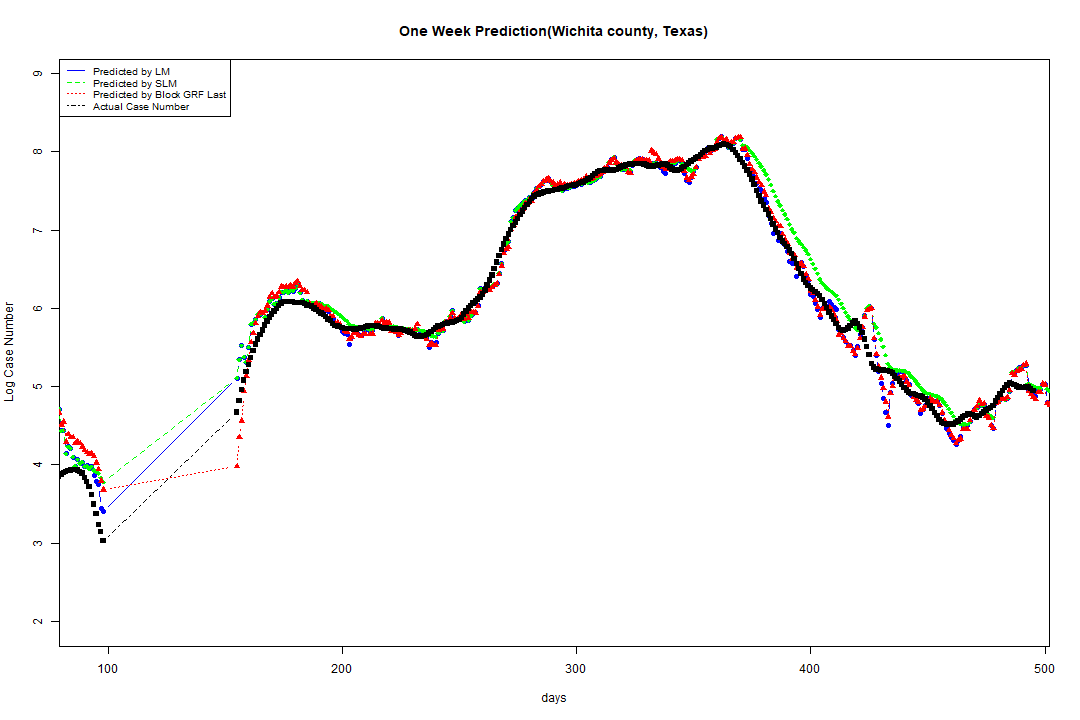 One Week Prediction(Wichita county, Texas)
9
8
7
6
5
4
3
2
Log Case Number
Predicted by LM
Predicted by SLM
Predicted by Block GRF Last
Actual Case Number
100 200 300 400 500
days